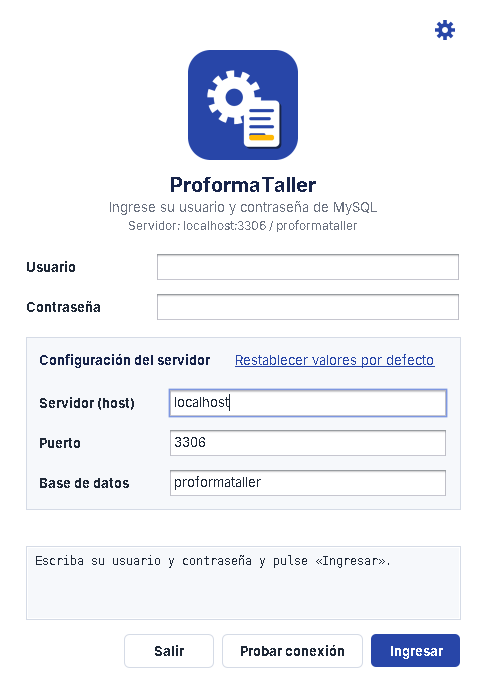 ProformaTaller
Ingrese su usuario y contraseña de MySQL
Servidor: localhost:3306 / proformataller
Usuario
Contraseña
Configuración del servidor Restablecer valores por defecto
Servidor (host) localhost
Puerto 3306
Base de datos proformataller
Escriba su usuario y contraseña y pulse «Ingresar».
Salir Probar conexión Ingresar